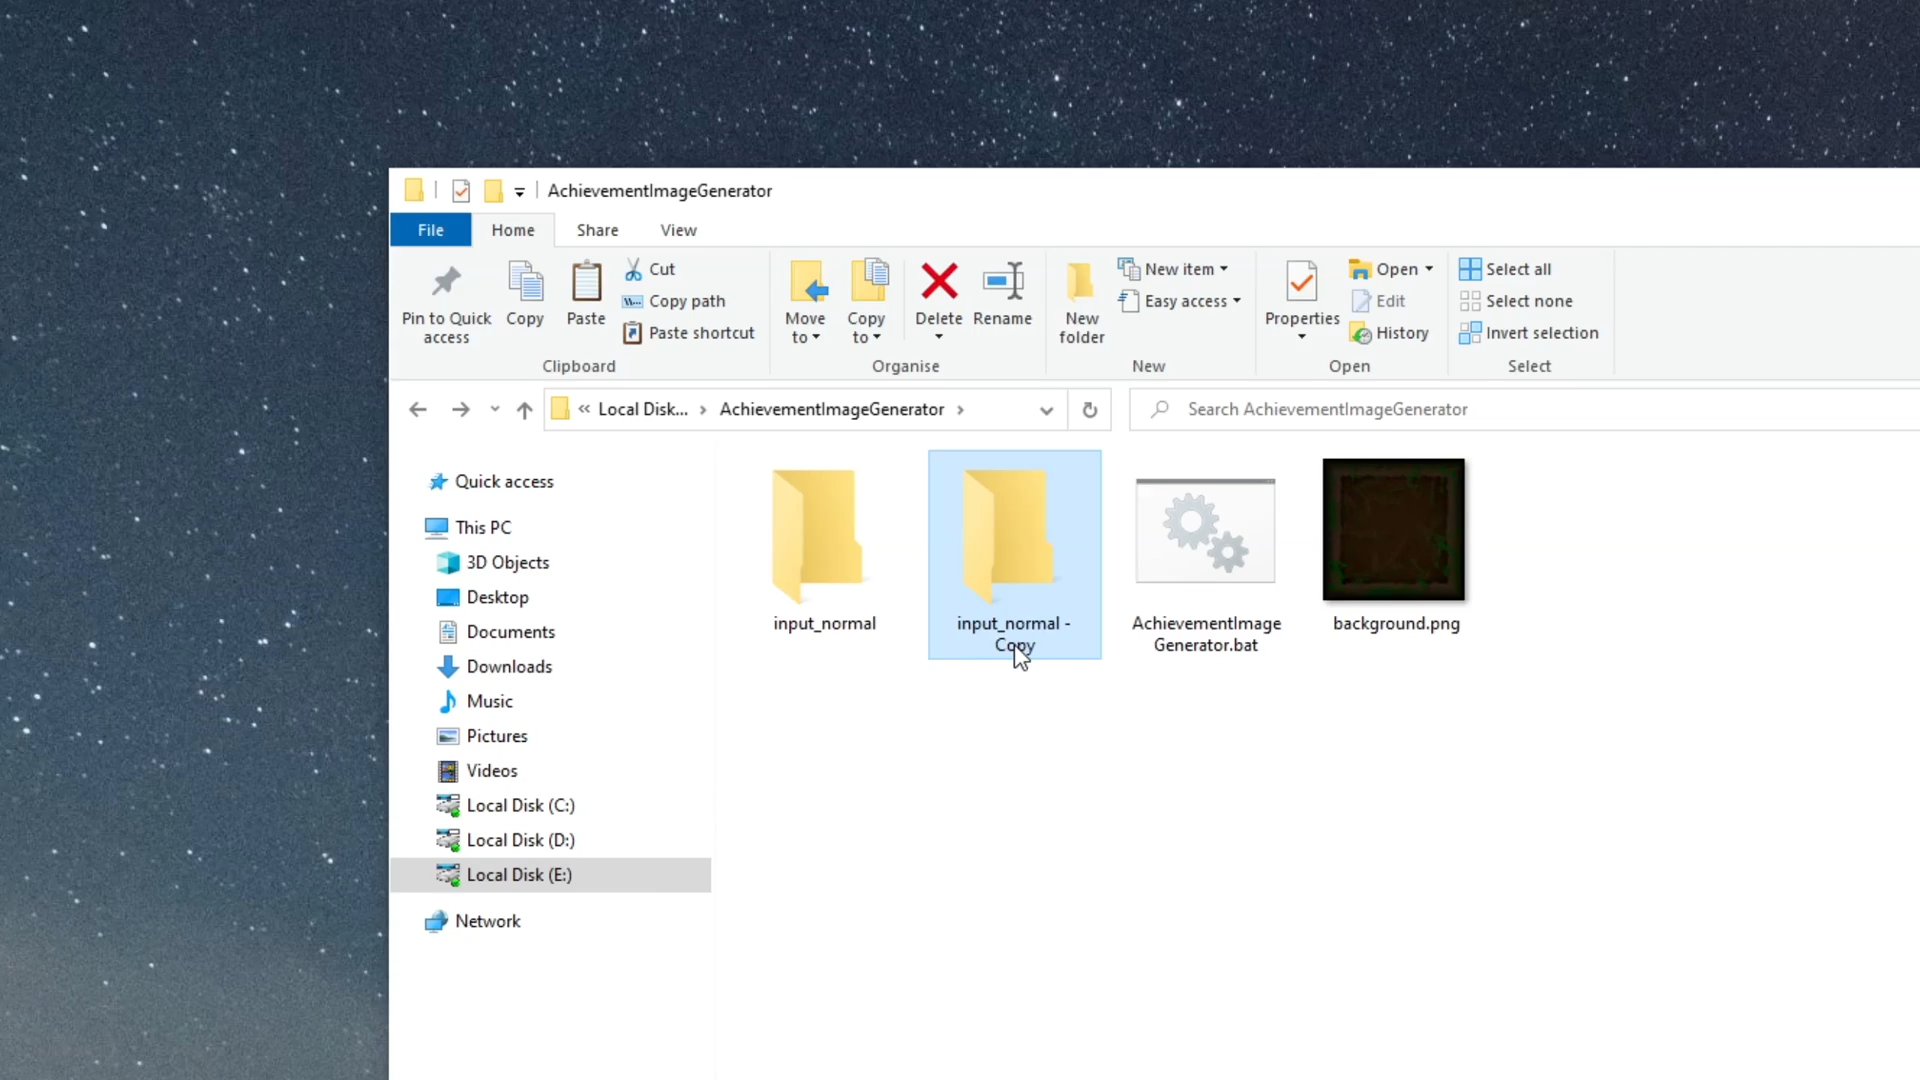 AchievementImageGenerator
File
Home
Share
View
Pin to Quick
access
Copy
Paste
Cut
Copy path
Paste shortcut
Clipboard
Move
to
Copy
to
Delete
Rename
Organise
New
folder
New item
Easy access
New
Properties
Open
Edit
History
Open
Select all
Select none
Invert selection
Select
« Local Disk... › AchievementImageGenerator ›
Search AchievementImageGenerator
Quick access
This PC
3D Objects
Desktop
Documents
Downloads
Music
Pictures
Videos
Local Disk (C:)
Local Disk (D:)
Local Disk (E:)
Network
input_normal
input_normal -
Copy
AchievementImage
Generator.bat
background.png